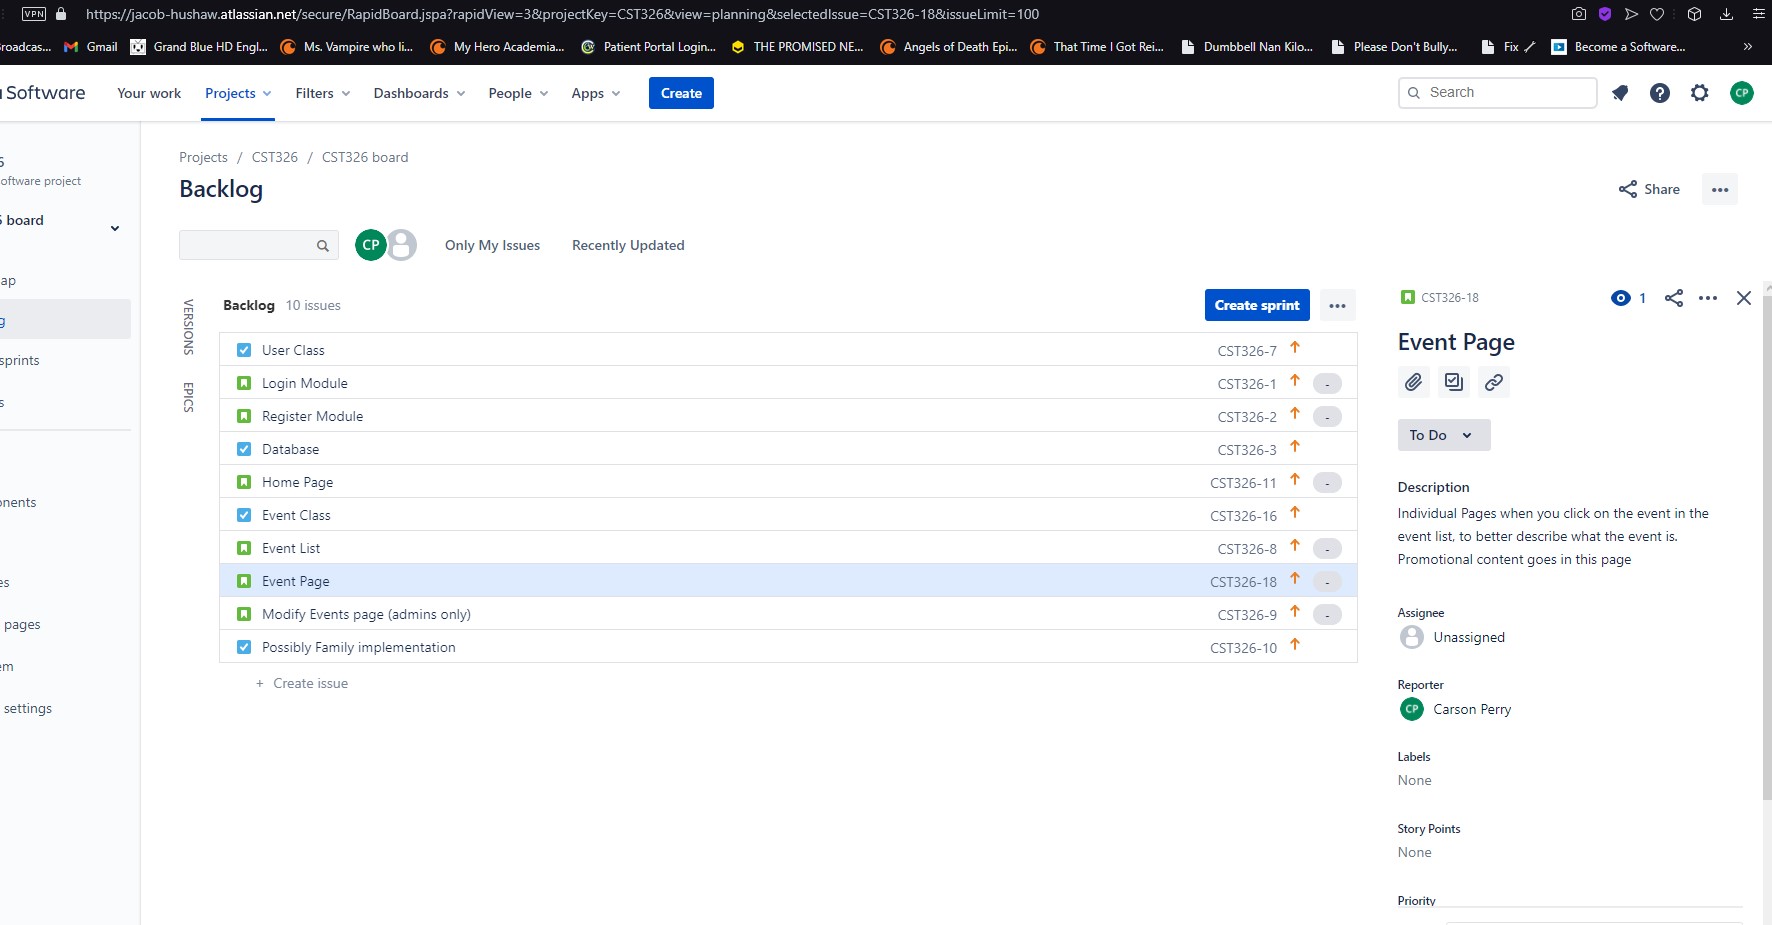 VPN https://jacob-hushaw.atlassian.net/secure/RapidBoard.jspa?rapidView=3&projectKey=CST326&view=planning&selectedIssue=CST326-18&issueLimit=100
roadcas... Gmail Grand Blue HD Engl... Ms. Vampire who li... My Hero Academia... Patient Portal Login... THE PROMISED NE... Angels of Death Epi... That Time I Got Rei... Dumbbell Nan Kilo... Please Don't Bully... Fix Become a Software... »
Software Your work Projects Filters Dashboards People Apps Create Search CP
Projects / CST326 / CST326 board
oftware project
Backlog
Share
board
CP Only My Issues Recently Updated
ap
g
sprints
s
onents
es
pages
em
settings
VERSIONS
EPICS
Backlog 10 issues Create sprint
User Class CST326-7
Login Module CST326-1 -
Register Module CST326-2 -
Database CST326-3
Home Page CST326-11 -
Event Class CST326-16
Event List CST326-8 -
Event Page CST326-18 -
Modify Events page (admins only) CST326-9 -
Possibly Family implementation CST326-10
+ Create issue
CST326-18 1
Event Page
To Do
Description
Individual Pages when you click on the event in the
event list, to better describe what the event is.
Promotional content goes in this page
Assignee
Unassigned
Reporter
CP Carson Perry
Labels
None
Story Points
None
Priority